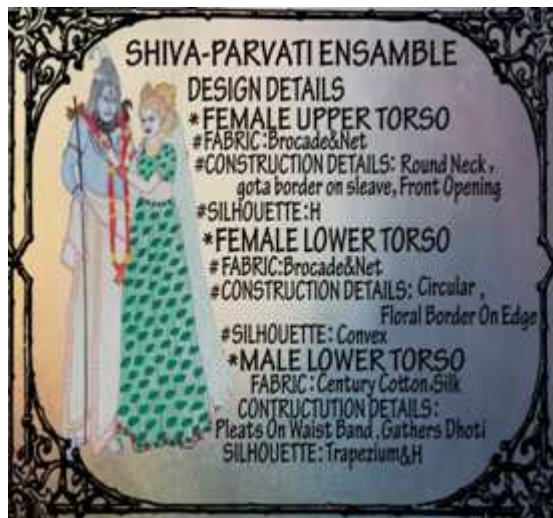 SHIVA-PARVATI ENSAMBLE
DESIGN DETAILS
*FEMALE UPPER TORSO
#FABRIC:Brocade&Net
#CONSTRUCTION DETAILS: Round Neck,
gota border on sleave, Front Opening
#SILHOUETTE:H
*FEMALE LOWER TORSO
#FABRIC:Brocade&Net
#CONSTRUCTION DETAILS: Circular,
Floral Border On Edge
#SILHOUETTE: Convex
*MALE LOWER TORSO
FABRIC:Century Cotton,Silk
CONTRUCTUTION DETAILS:
Pleats On Waist Band.Gathers Dhoti
SILHOUETTE:Trapezium&H